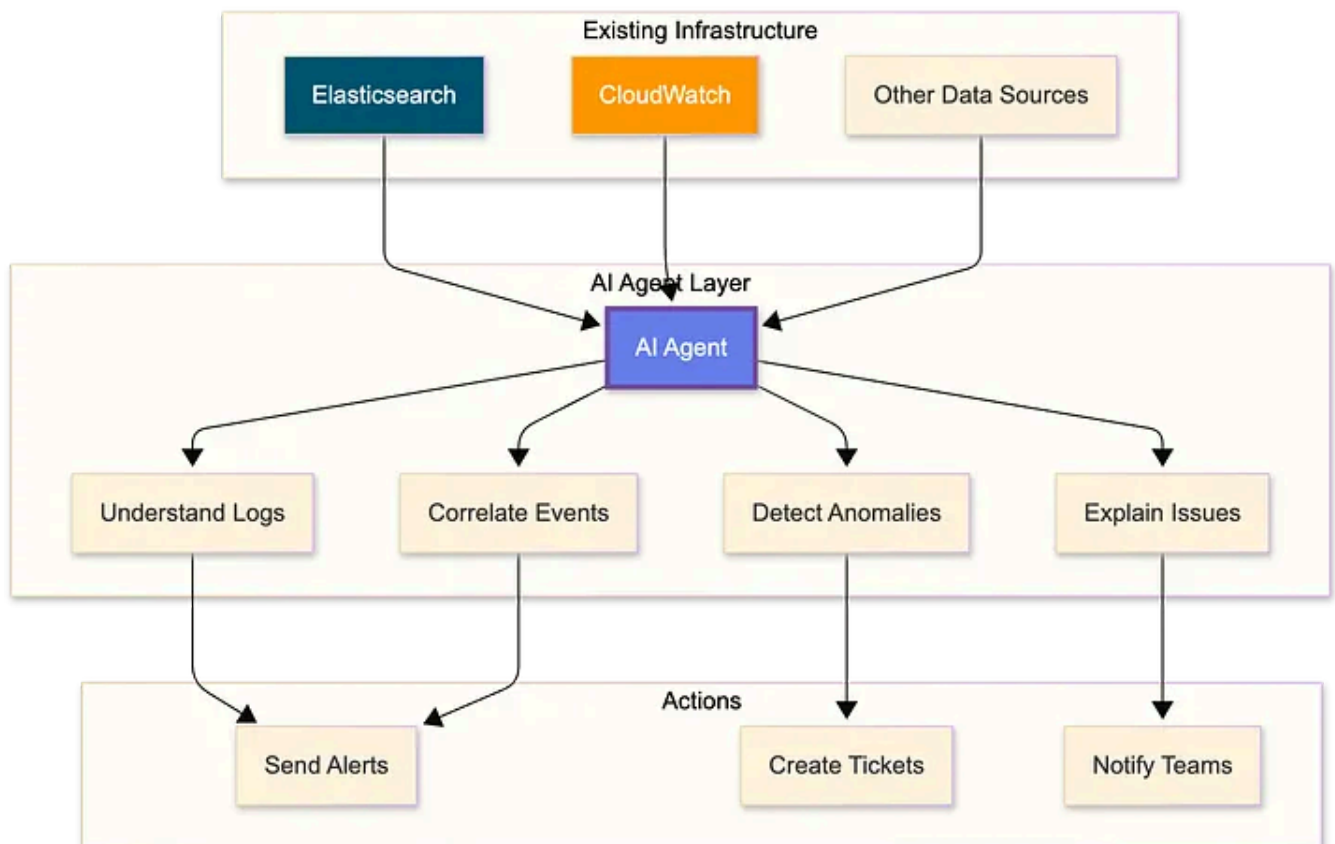 Existing Infrastructure
Elasticsearch
CloudWatch
Other Data Sources
AI Agent Layer
AI Agent
Understand Logs
Correlate Events
Detect Anomalies
Explain Issues
Actions
Send Alerts
Create Tickets
Notify Teams